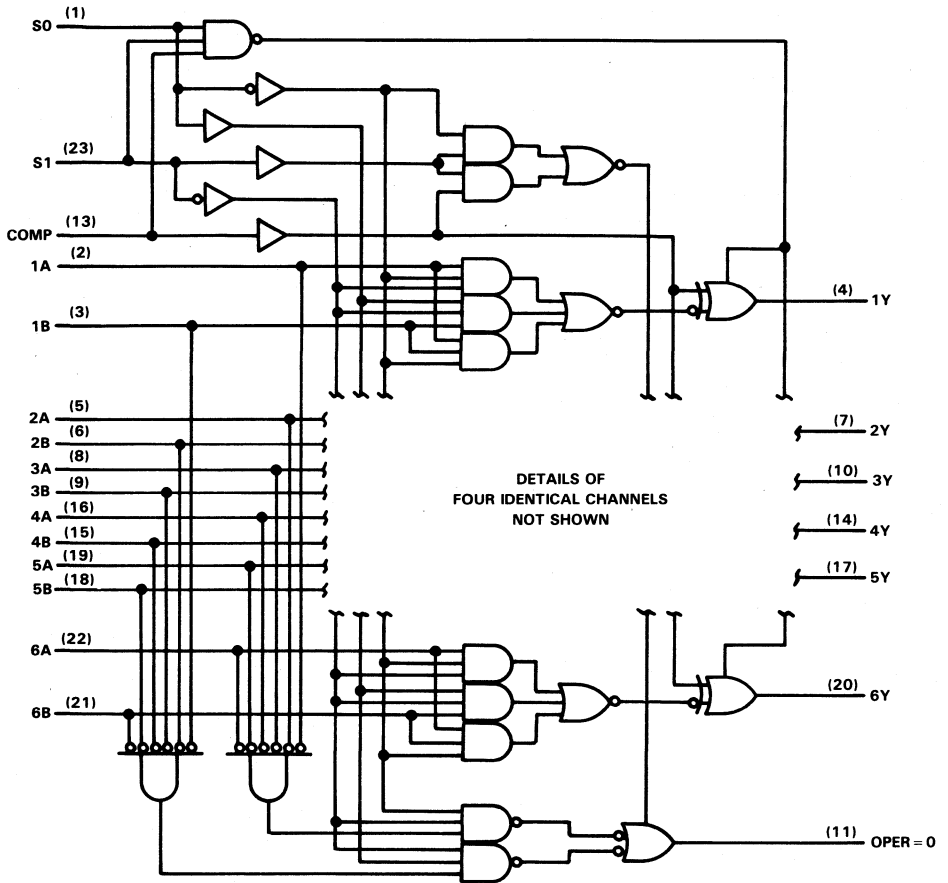 S0 (1)
S1 (23)
COMP (13)
1A (2)
(4) 1Y
1B (3)
2A (5)
(7) 2Y
2B (6)
3A (8)
(10) 3Y
3B (9)
4A (16)
(14) 4Y
4B (15)
5A (19)
(17) 5Y
5B (18)
DETAILS OF
FOUR IDENTICAL CHANNELS
NOT SHOWN
6A (22)
(20) 6Y
6B (21)
(11) OPER = 0